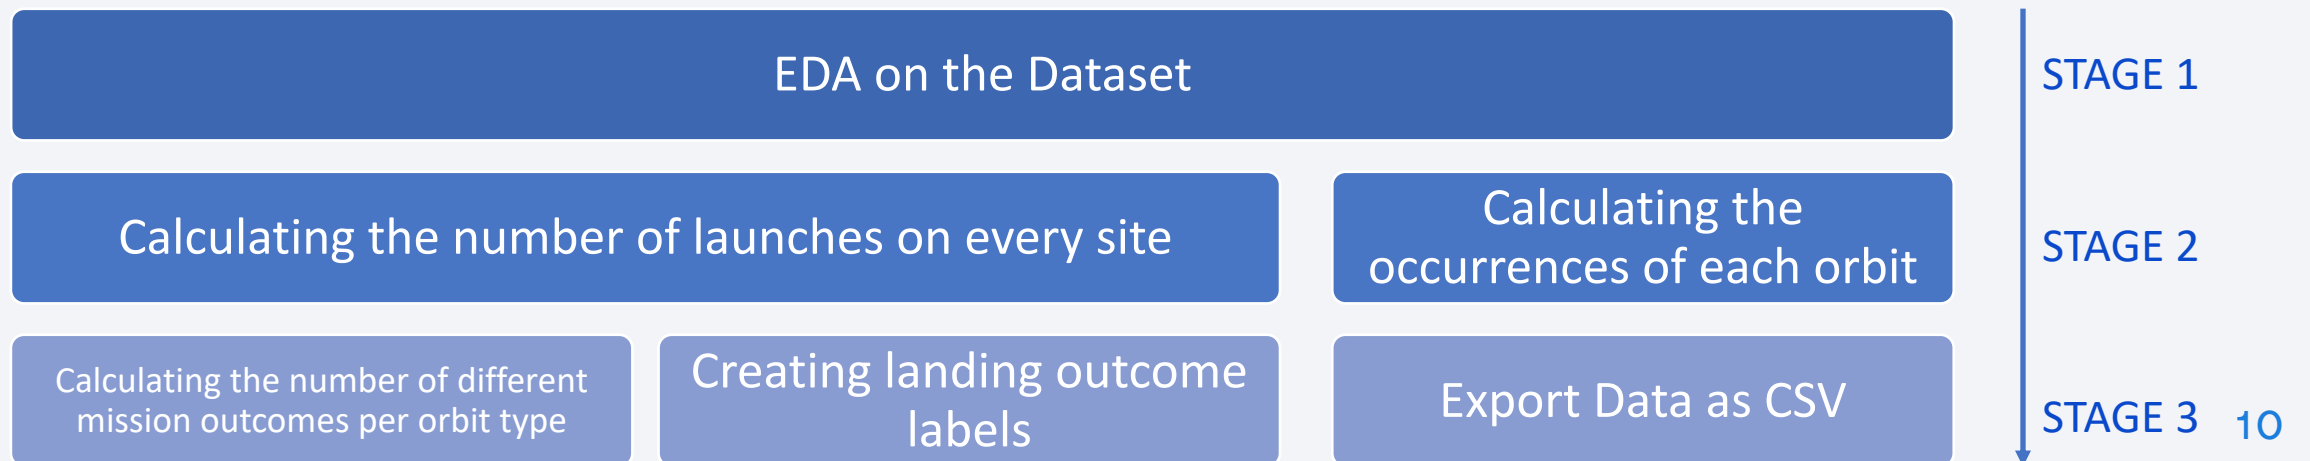 EDA on the Dataset
STAGE 1
Calculating the number of launches on every site
Calculating the
occurrences of each orbit
STAGE 2
Calculating the number of different
mission outcomes per orbit type
Creating landing outcome
labels
Export Data as CSV
STAGE 3
10